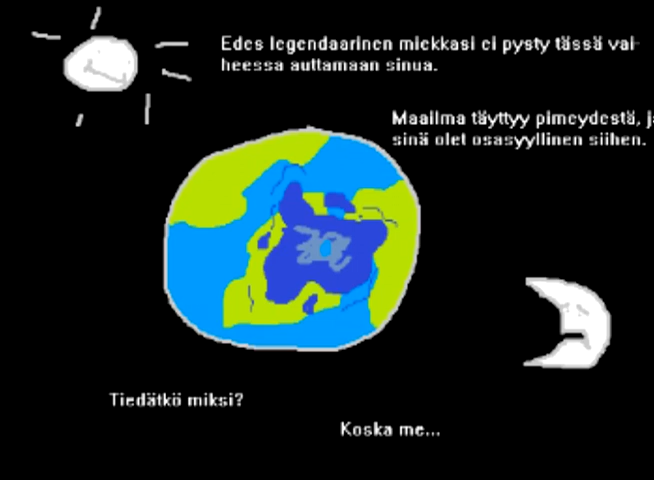 Edes legendaarinen miekkasi ei pysty tässä vai-
heessa auttamaan sinua.
Maailma täyttyy pimeydestä, ja
sinä olet osasyyllinen siihen.
Tiedätkö miksi?
Koska me...